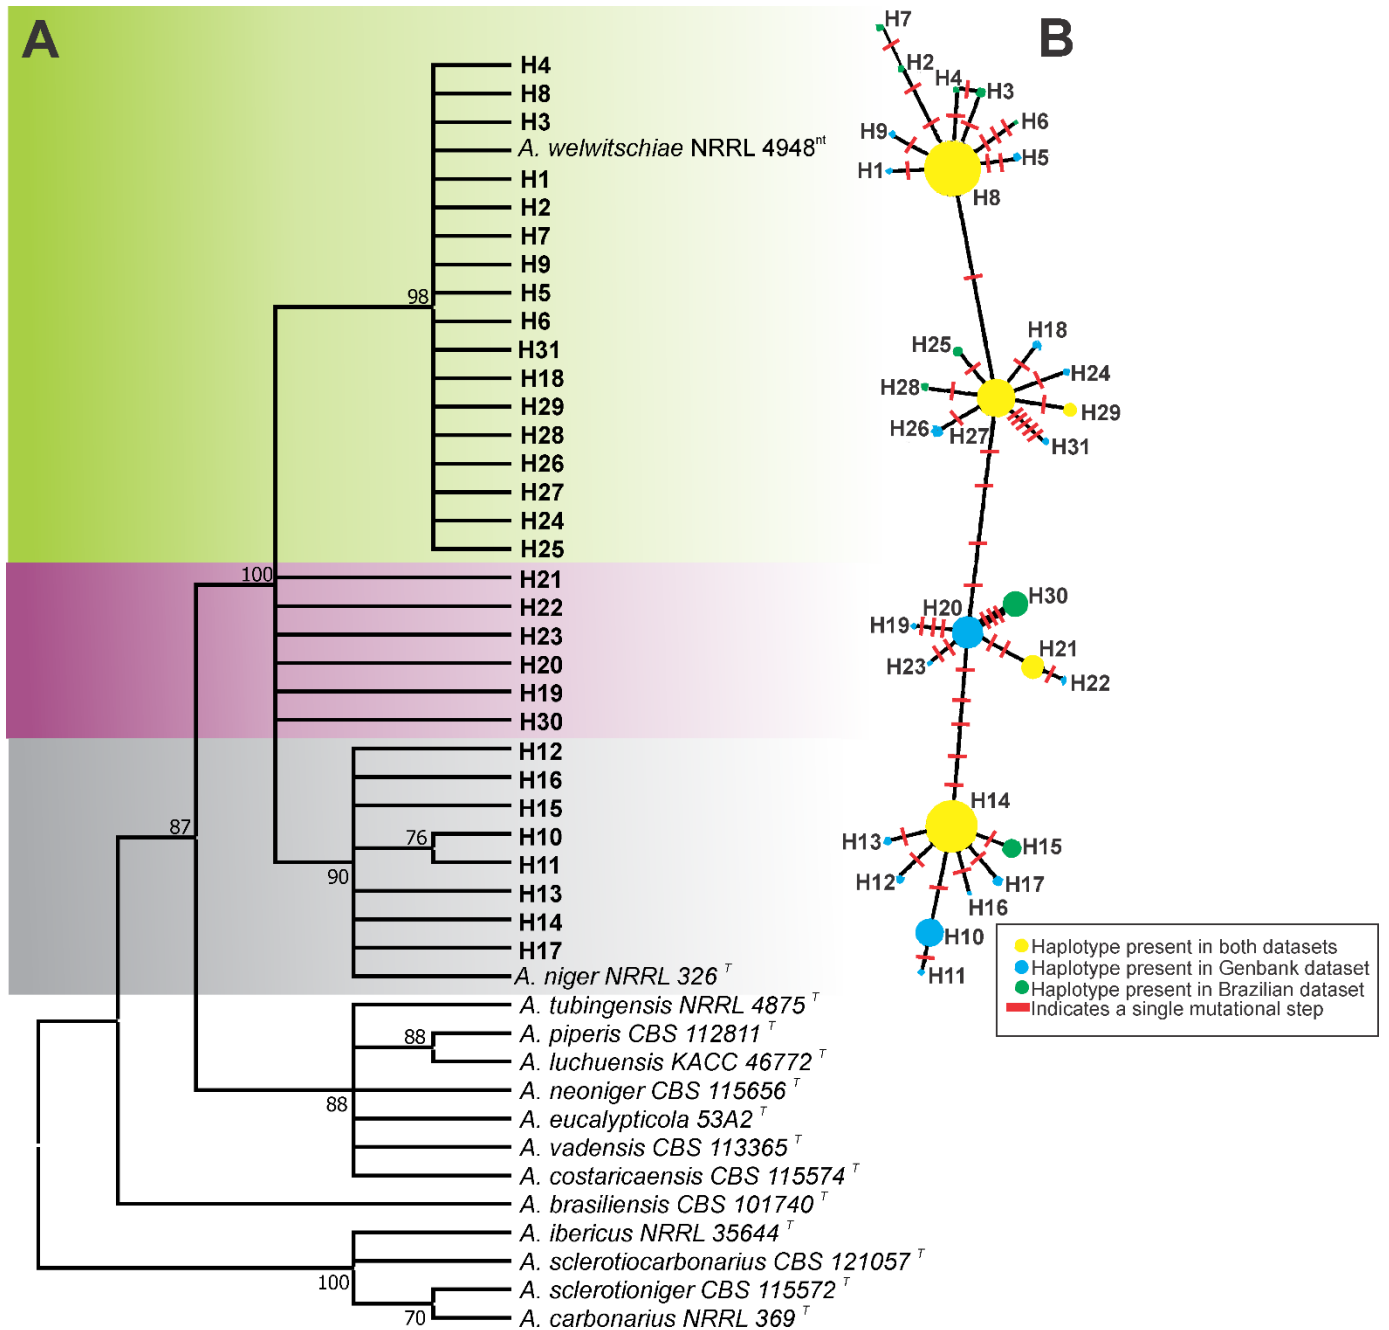 A
H4
H8
H3
A. welwitschiae NRRL 4948nt
H1
H2
H7
H9
H5
H6
H31
H18
H29
H28
H26
H27
H24
H25
H21
H22
H23
H20
H19
H30
H12
H16
H15
H10
H11
H13
H14
H17
A. niger NRRL 326 T
A. tubingensis NRRL 4875 T
A. piperis CBS 112811 T
A. luchuensis KACC 46772 T
A. neoniger CBS 115656 T
A. eucalypticola 53A2 T
A. vadensis CBS 113365 T
A. costaricaensis CBS 115574 T
A. brasiliensis CBS 101740 T
A. ibericus NRRL 35644 T
A. sclerotiocarbonarius CBS 121057 T
A. sclerotioniger CBS 115572 T
A. carbonarius NRRL 369 T
98
100
87
76
90
88
88
100
70
B
H7
H2
H4
H3
H6
H9
H5
H1
H8
H18
H25
H24
H28
H29
H26
H27
H31
H30
H20
H19
H21
H23
H22
H14
H13
H15
H12
H17
H16
H10
H11
Haplotype present in both datasets
Haplotype present in Genbank dataset
Haplotype present in Brazilian dataset
Indicates a single mutational step